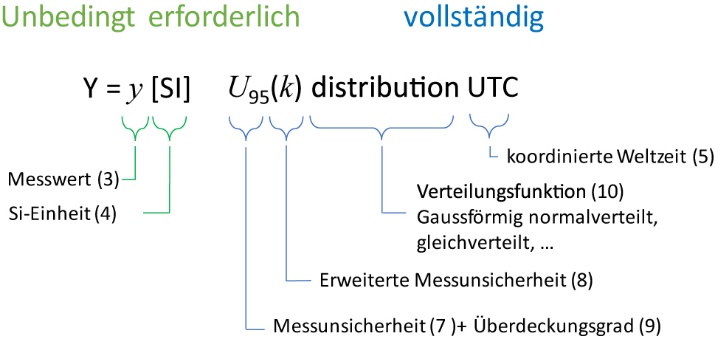 Unbedingt erforderlich vollständig
Y = y [SI] U₉₅(k) distribution UTC
koordinierte Weltzeit (5)
Messwert (3)
Verteilungsfunktion (10)
Si-Einheit (4)
Gaussförmig normalverteilt,
gleichverteilt, ...
Erweiterte Messunsicherheit (8)
Messunsicherheit (7 )+ Überdeckungsgrad (9)